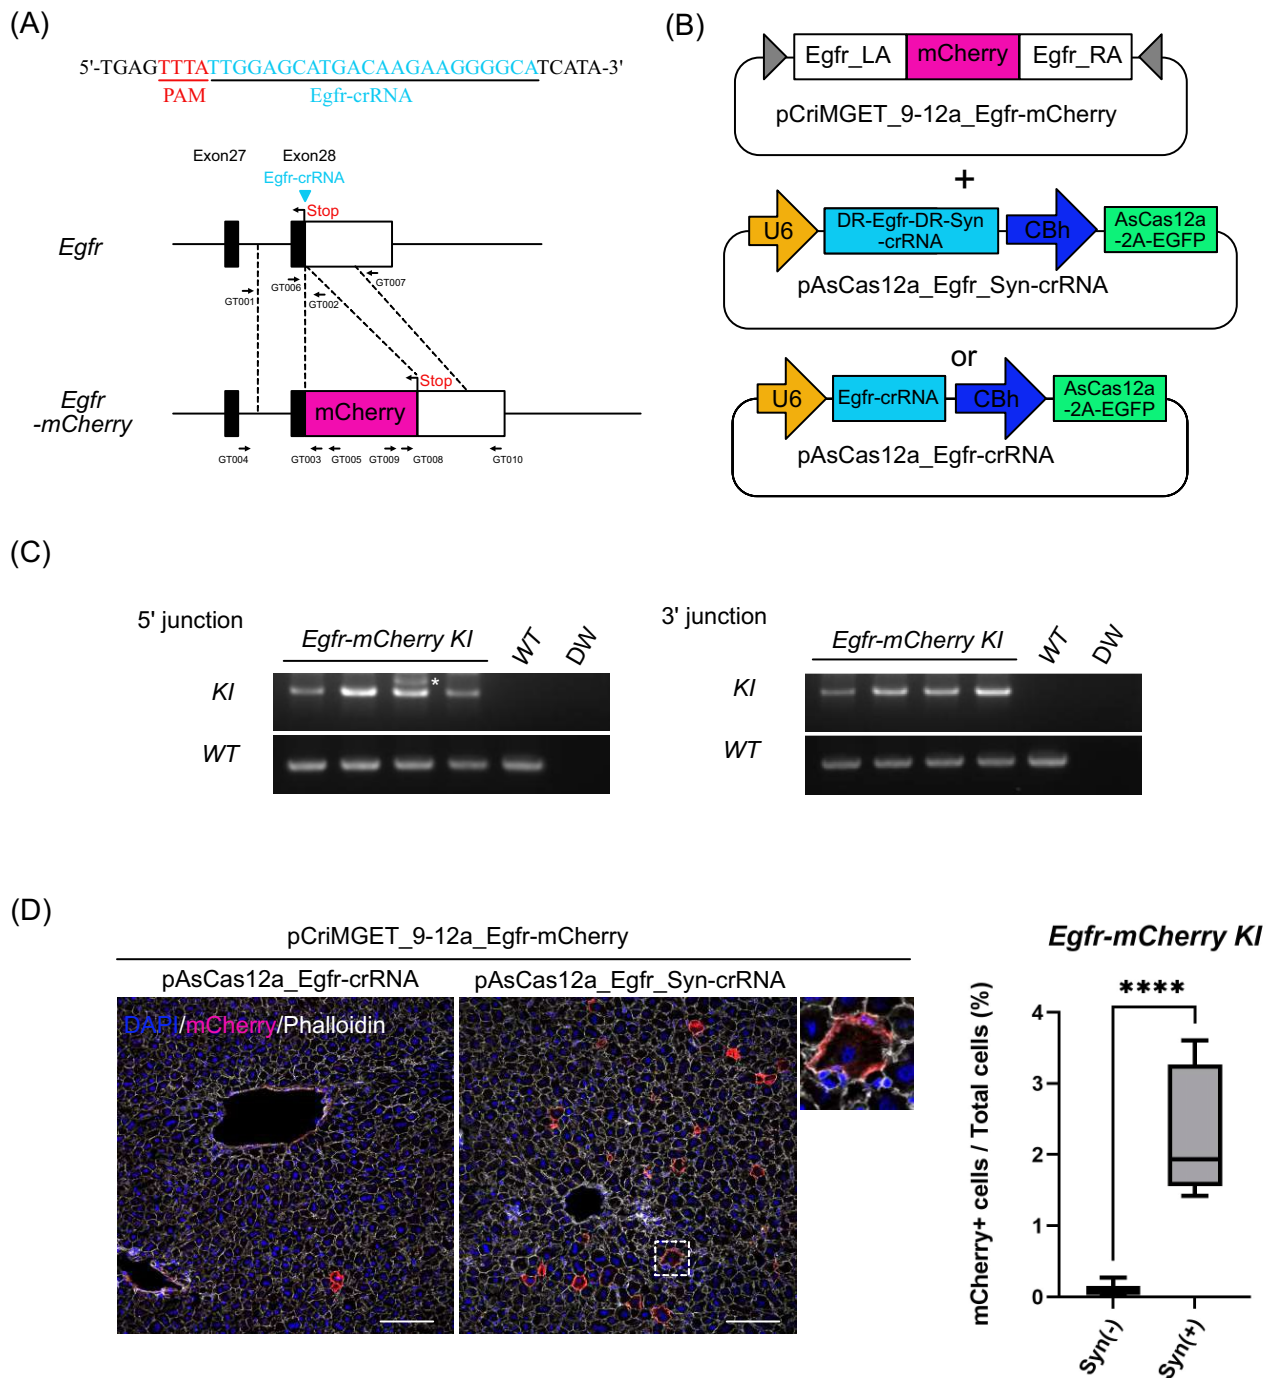 (A)
5'-TGAGTTTATTGGAGCATGACAAGAAGGGGCATCATA-3'
PAM
Egfr-crRNA
Exon27
Exon28
Egfr-crRNA
Stop
Egfr
GT001
GT006
GT002
GT007
Stop
Egfr
-mCherry
mCherry
GT004
GT003
GT005
GT009
GT008
GT010
(B)
Egfr_LA
mCherry
Egfr_RA
pCriMGET_9-12a_Egfr-mCherry
+
U6
DR-Egfr-DR-Syn
-crRNA
CBh
AsCas12a
-2A-EGFP
pAsCas12a_Egfr_Syn-crRNA
or
U6
Egfr-crRNA
CBh
AsCas12a
-2A-EGFP
pAsCas12a_Egfr-crRNA
(C)
5' junction
Egfr-mCherry KI
WT
DW
KI
*
WT
3' junction
Egfr-mCherry KI
WT
DW
KI
WT
(D)
pCriMGET_9-12a_Egfr-mCherry
pAsCas12a_Egfr-crRNA
pAsCas12a_Egfr_Syn-crRNA
DAPI/mCherry/Phalloidin
Egfr-mCherry KI
****
mCherry+ cells / Total cells (%)
4
3
2
1
0
Syn(-)
Syn(+)